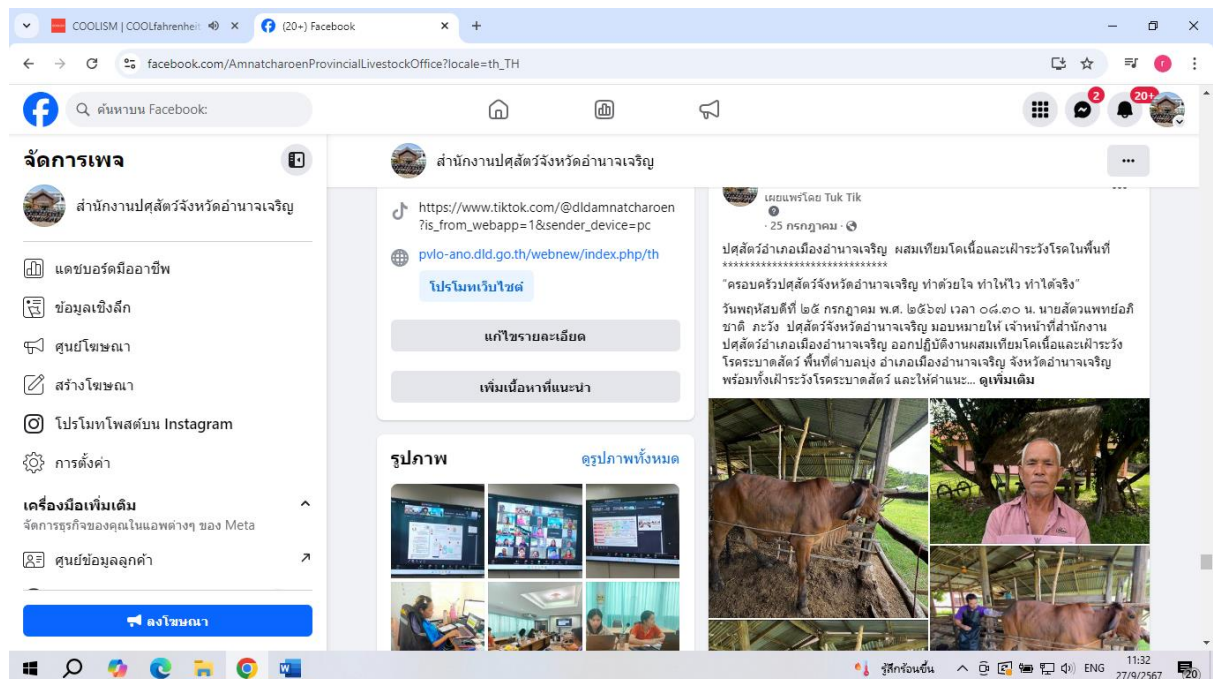 COOLISM | COOLfahrenheit
(20+) Facebook
facebook.com/AmnatcharoenProvincialLivestockOffice?locale=th_TH
ค้นหาบน Facebook:
2
20+
จัดการเพจ
สำนักงานปศุสัตว์จังหวัดอำนาจเจริญ
แดชบอร์ดมืออาชีพ
ข้อมูลเชิงลึก
ศูนย์โฆษณา
สร้างโฆษณา
โปรโมทโพสต์บน Instagram
การตั้งค่า
เครื่องมือเพิ่มเติม
จัดการธุรกิจของคุณในแอพต่างๆ ของ Meta
ศูนย์ข้อมูลลูกค้า
ลงโฆษณา
สำนักงานปศุสัตว์จังหวัดอำนาจเจริญ
https://www.tiktok.com/@dldamnatcharoen
?is_from_webapp=1&sender_device=pc
pvlo-ano.dld.go.th/webnew/index.php/th
โปรโมทเว็บไซต์
แก้ไขรายละเอียด
เพิ่มเนื้อหาที่แนะนำ
รูปภาพ
ดูรูปภาพทั้งหมด
เผยแพร่โดย Tuk Tik
· 25 กรกฎาคม ·
ปศุสัตว์อำเภอเมืองอำนาจเจริญ ผสมเทียมโคเนื้อและเฝ้าระวังโรคในพื้นที่
******************************
"ครอบครัวปศุสัตว์จังหวัดอำนาจเจริญ ทำด้วยใจ ทำให้ไว ทำได้จริง"
วันพฤหัสบดีที่ ๒๕ กรกฎาคม พ.ศ. ๒๕๖๗ เวลา ๐๘.๓๐ น. นายสัตวแพทย์อภิ
ชาติ ภะวัง ปศุสัตว์จังหวัดอำนาจเจริญ มอบหมายให้ เจ้าหน้าที่สำนักงาน
ปศุสัตว์อำเภอเมืองอำนาจเจริญ ออกปฏิบัติงานผสมเทียมโคเนื้อและเฝ้าระวัง
โรคระบาดสัตว์ พื้นที่ตำบลบุ่ง อำเภอเมืองอำนาจเจริญ จังหวัดอำนาจเจริญ
พร้อมทั้งเฝ้าระวังโรคระบาดสัตว์ และให้คำแนะ... ดูเพิ่มเติม
รู้สึกร้อนขึ้น
ENG
11:32
27/9/2567
20